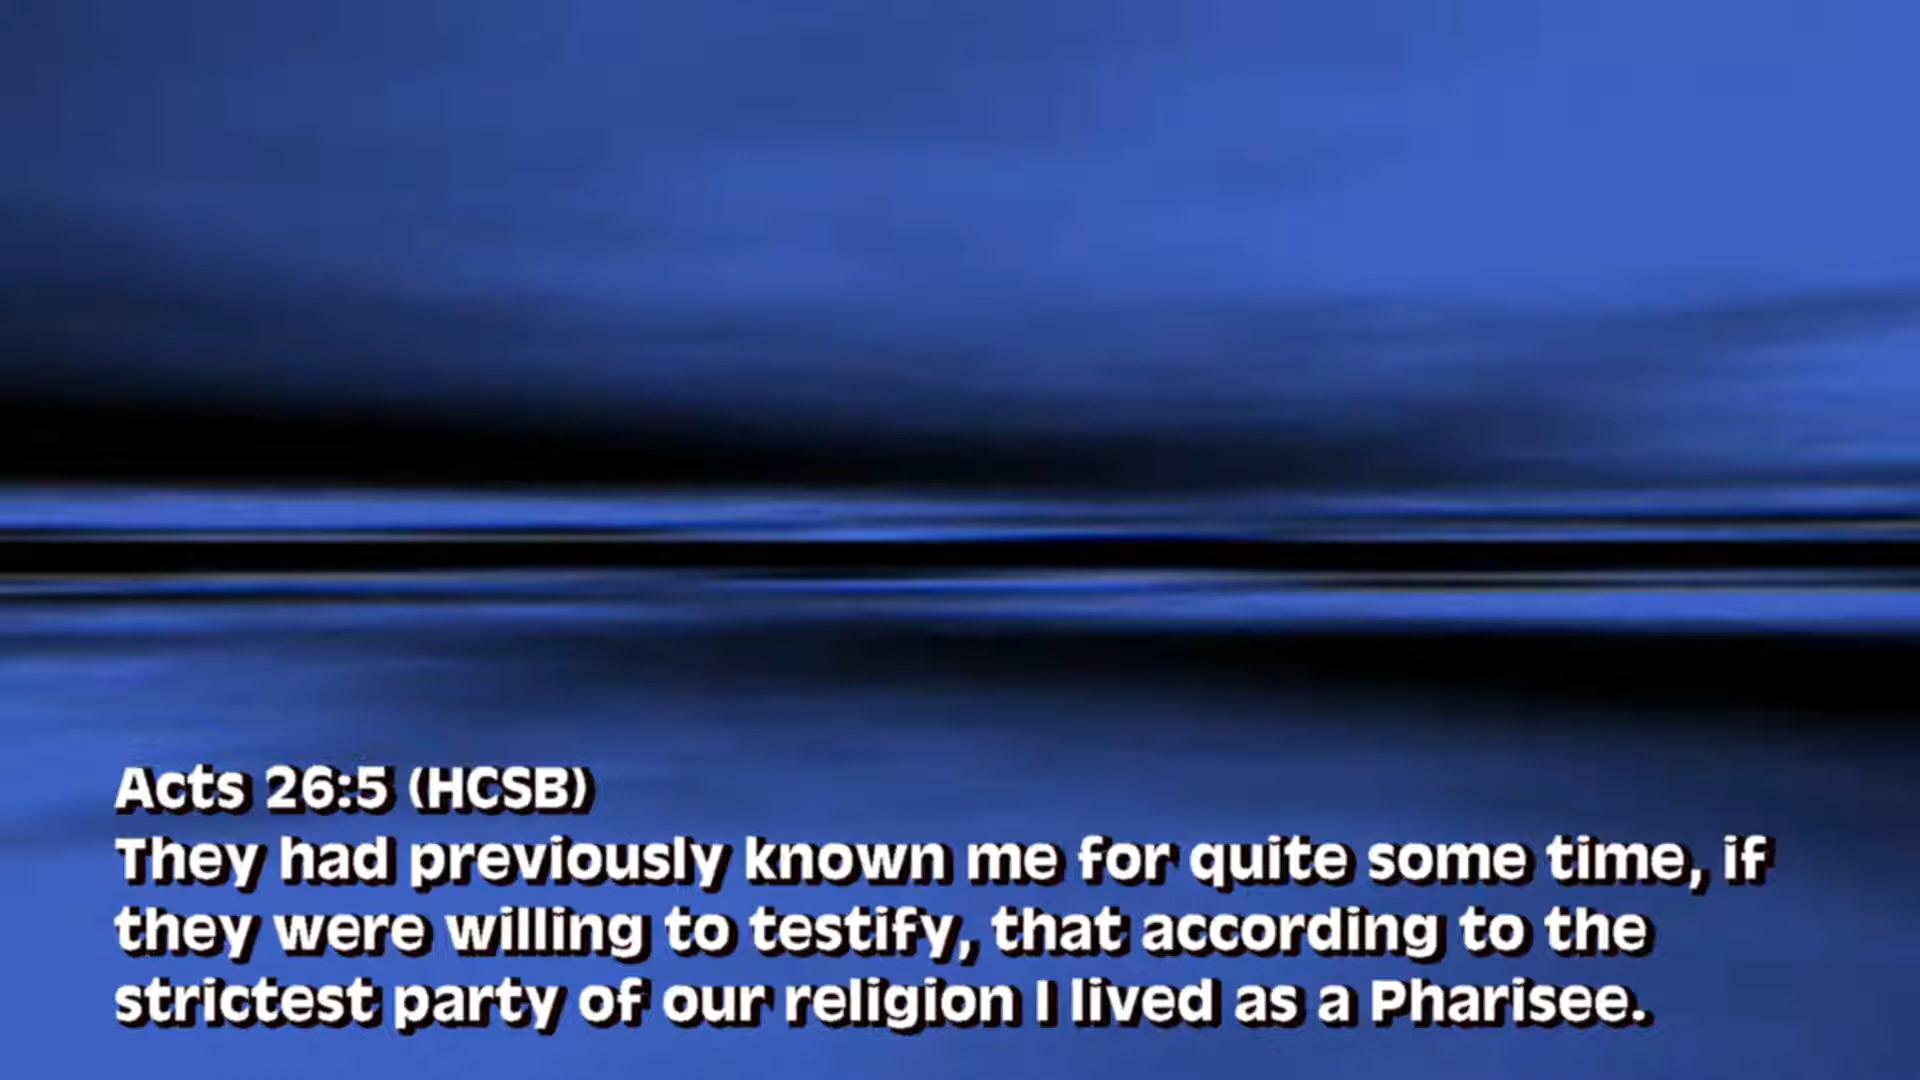 Acts 26:5 (HCSB)
They had previously known me for quite some time, if
they were willing to testify, that according to the
strictest party of our religion I lived as a Pharisee.